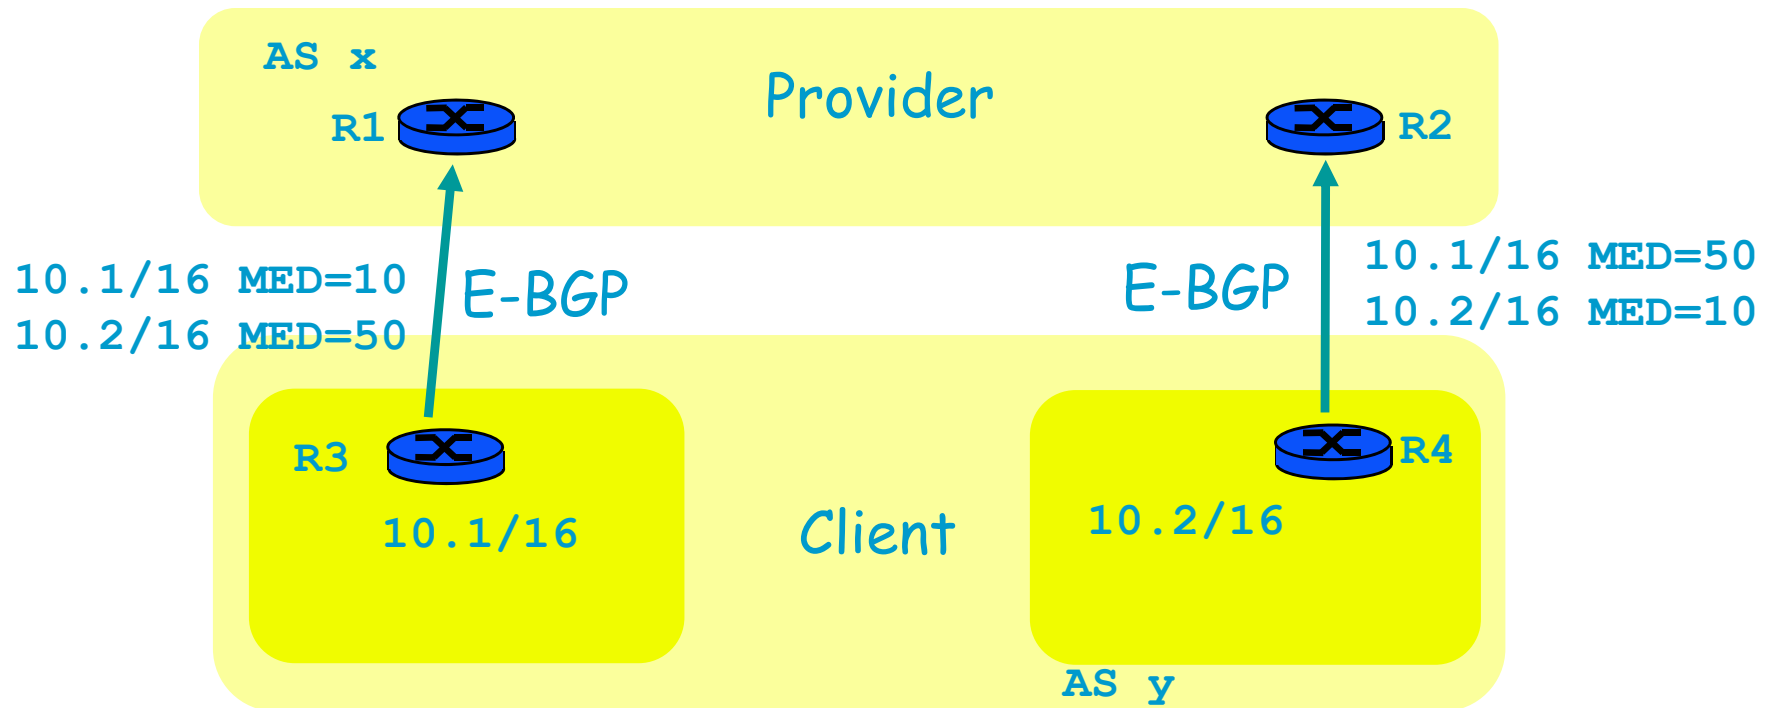 AS x
Provider
R1
R2
10.1/16 MED=10
10.2/16 MED=50
E-BGP
E-BGP
10.1/16 MED=50
10.2/16 MED=10
R3
R4
10.1/16
Client
10.2/16
AS y